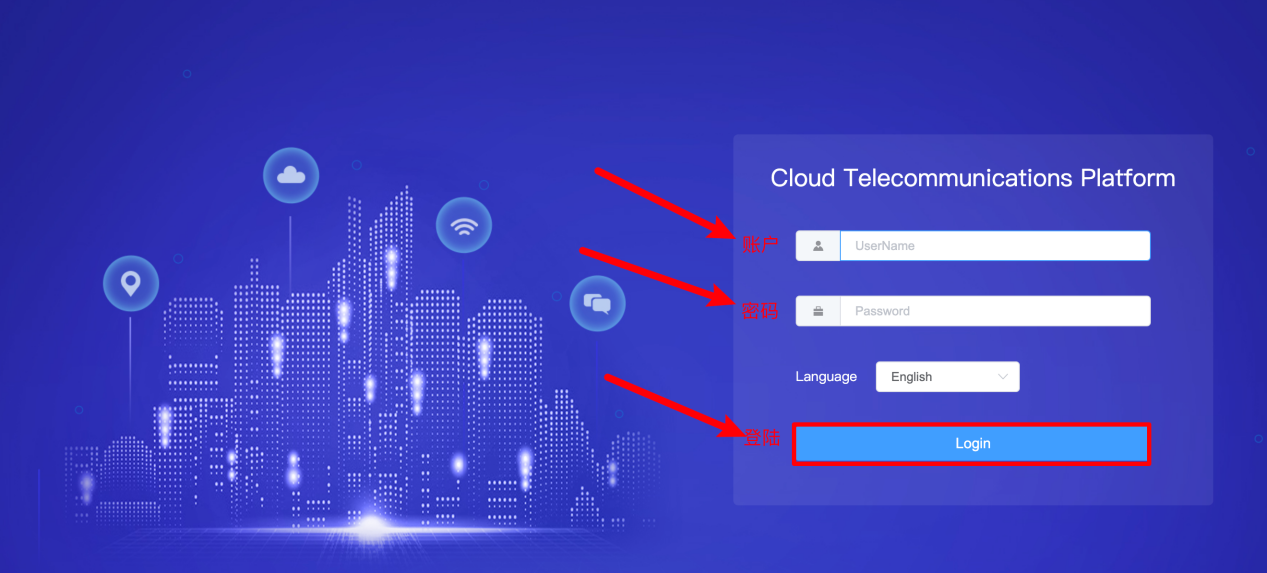 Cloud Telecommunications Platform
账户 UserName
密码 Password
Language English
登陆 Login